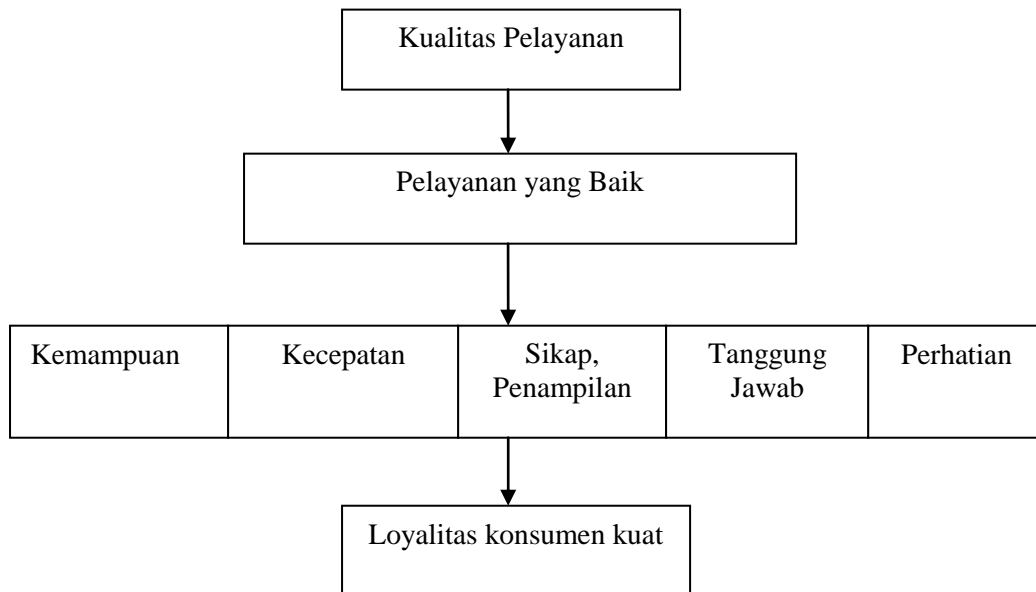 Kualitas Pelayanan
Pelayanan yang Baik
Kemampuan
Kecepatan
Sikap,
Penampilan
Tanggung
Jawab
Perhatian
Loyalitas konsumen kuat